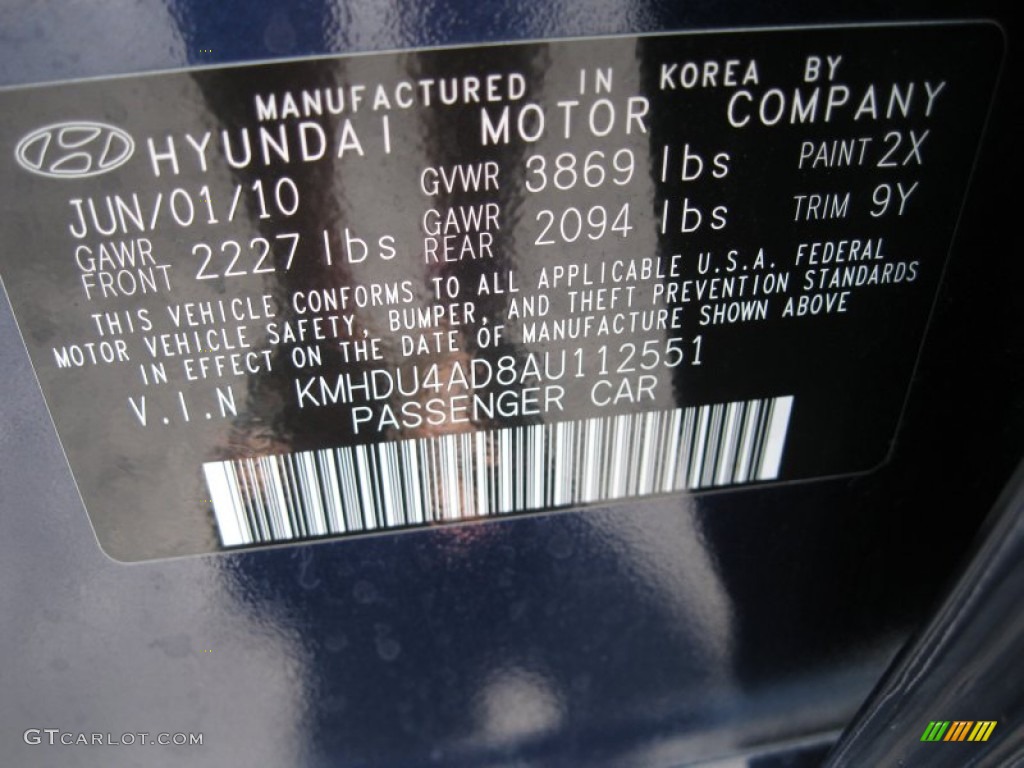 MANUFACTURED IN KOREA BY
HYUNDAI MOTOR COMPANY
JUN/01/10 GVWR 3869 lbs PAINT 2X
GAWR FRONT 2227 lbs GAWR REAR 2094 lbs TRIM 9Y
THIS VEHICLE CONFORMS TO ALL APPLICABLE U.S.A. FEDERAL
MOTOR VEHICLE SAFETY, BUMPER, AND THEFT PREVENTION STANDARDS
IN EFFECT ON THE DATE OF MANUFACTURE SHOWN ABOVE
V.I.N KMHDU4AD8AU112551
PASSENGER CAR
GTCARLOT.COM